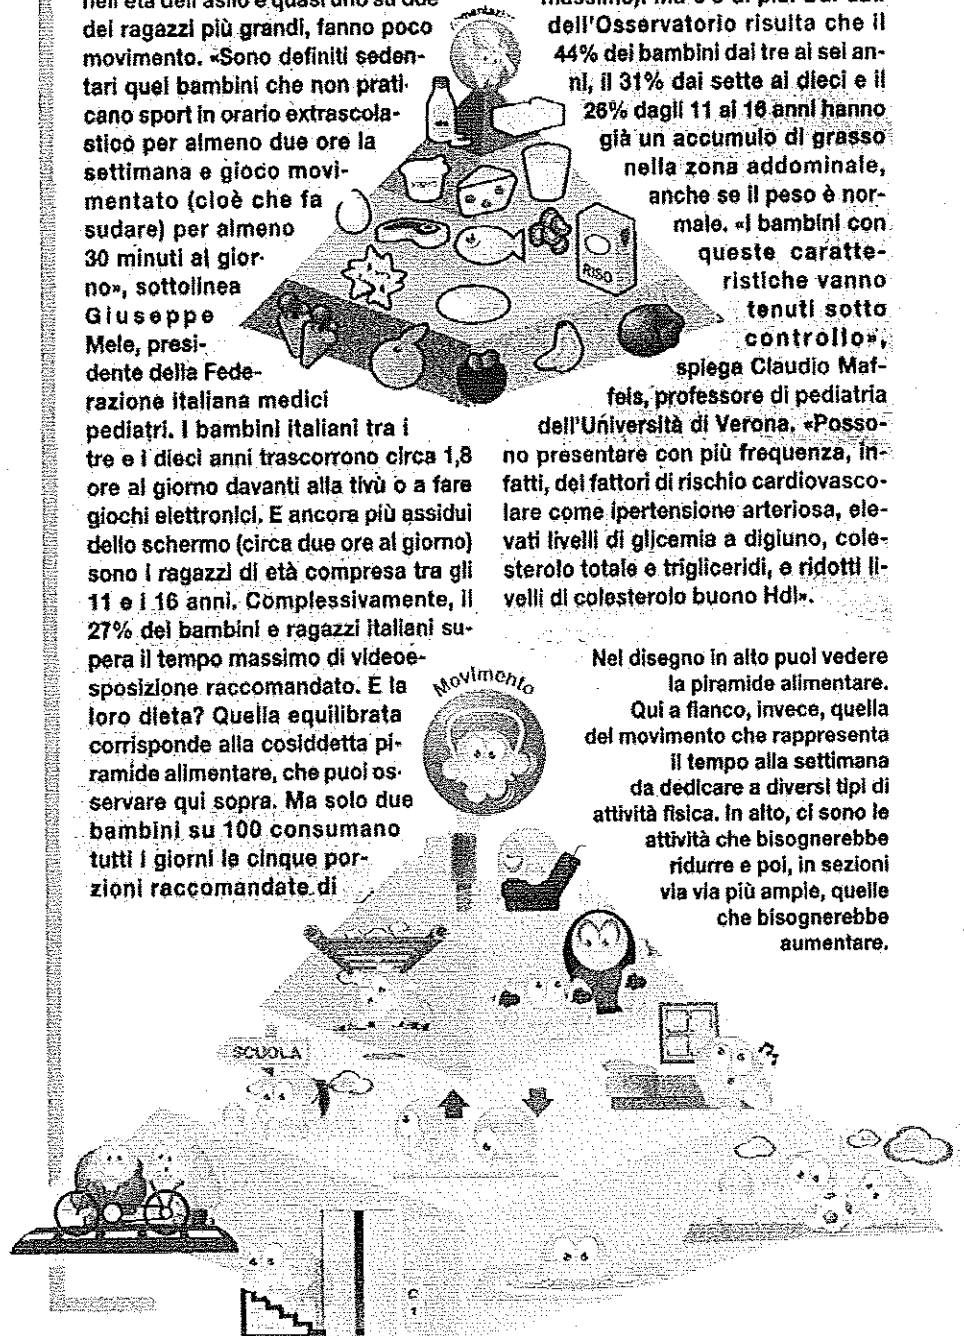 nell'età dell'asilo e quasi uno su due
dei ragazzi più grandi, fanno poco
movimento. «Sono definiti seden-
tari quei bambini che non prati-
cano sport in orario extrascola-
stico per almeno due ore la
settimana e gioco movi-
mentato (cioè che fa
sudare) per almeno
30 minuti al gior-
no», sottolinea
Giuseppe
Mele, presi-
dente della Fede-
razione italiana medici
pediatri. I bambini italiani tra i
tre e i dieci anni trascorrono circa 1,8
ore al giorno davanti alla tivù o a fare
giochi elettronici. E ancora più assidui
dello schermo (circa due ore al giorno)
sono i ragazzi di età compresa tra gli
11 e i 16 anni. Complessivamente, il
27% dei bambini e ragazzi italiani su-
pera il tempo massimo di videoe-
sposizione raccomandato. E la
loro dieta? Quella equilibrata
corrisponde alla cosiddetta pi-
ramide alimentare, che puoi os-
servare qui sopra. Ma solo due
bambini su 100 consumano
tutti i giorni le cinque por-
zioni raccomandate di
dell'Osservatorio risulta che il
44% dei bambini dai tre ai sei an-
ni, il 31% dai sette ai dieci e il
26% dagli 11 ai 16 anni hanno
già un accumulo di grasso
nella zona addominale,
anche se il peso è nor-
male. «I bambini con
queste caratte-
ristiche vanno
tenuti sotto
controllo»,
spiega Claudio Maf-
feis, professore di pediatria
dell'Università di Verona. «Posso-
no presentare con più frequenza, in-
fatti, dei fattori di rischio cardiovasco-
lare come ipertensione arteriosa, ele-
vati livelli di glicemia a digiuno, cole-
sterolo totale e trigliceridi, e ridotti li-
velli di colesterolo buono Hdl».
RISO
Nel disegno in alto puoi vedere
la piramide alimentare.
Qui a fianco, invece, quella
del movimento che rappresenta
il tempo alla settimana
da dedicare a diversi tipi di
attività fisica. In alto, ci sono le
attività che bisognerebbe
ridurre e poi, in sezioni
via via più ampie, quelle
che bisognerebbe
aumentare.
Movimento
SCUOLA